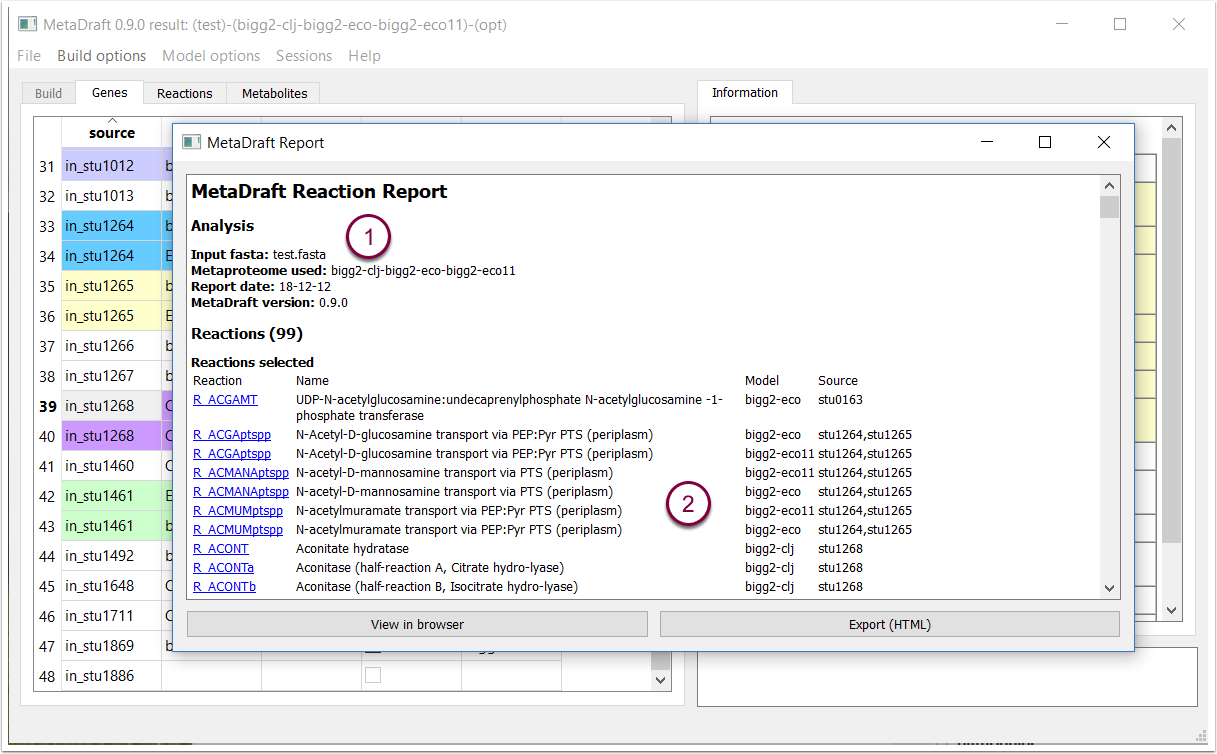 MetaDraft 0.9.0 result: (test)-(bigg2-clj-bigg2-eco-bigg2-eco11)-(opt)
File Build options Model options Sessions Help
Build Genes Reactions Metabolites
Information
source
31 in_stu1012 b
32 in_stu1013 b
33 in_stu1264 b
34 in_stu1264 E
35 in_stu1265 b
36 in_stu1265 E
37 in_stu1266 b
38 in_stu1267 b
39 in_stu1268 C
40 in_stu1268 C
41 in_stu1460 C
42 in_stu1461 E
43 in_stu1461 b
44 in_stu1492 b
45 in_stu1648 C
46 in_stu1711 C
47 in_stu1869 b
48 in_stu1886
MetaDraft Report
MetaDraft Reaction Report
Analysis
1
Input fasta: test.fasta
Metaproteome used: bigg2-clj-bigg2-eco-bigg2-eco11
Report date: 18-12-12
MetaDraft version: 0.9.0
Reactions (99)
Reactions selected
Reaction Name Model Source
R_ACGAMT UDP-N-acetylglucosamine:undecaprenylphosphate N-acetylglucosamine -1- bigg2-eco stu0163
phosphate transferase
R_ACGAptspp N-Acetyl-D-glucosamine transport via PEP:Pyr PTS (periplasm) bigg2-eco stu1264,stu1265
R_ACGAptspp N-Acetyl-D-glucosamine transport via PEP:Pyr PTS (periplasm) bigg2-eco11 stu1264,stu1265
R_ACMANAptspp N-acetyl-D-mannosamine transport via PTS (periplasm) bigg2-eco11 stu1264,stu1265
R_ACMANAptspp N-acetyl-D-mannosamine transport via PTS (periplasm) bigg2-eco stu1264,stu1265
2
R_ACMUMptspp N-acetylmuramate transport via PEP:Pyr PTS (periplasm) bigg2-eco11 stu1264,stu1265
R_ACMUMptspp N-acetylmuramate transport via PEP:Pyr PTS (periplasm) bigg2-eco stu1264,stu1265
R_ACONT Aconitate hydratase bigg2-clj stu1268
R_ACONTa Aconitase (half-reaction A, Citrate hydro-lyase) bigg2-clj stu1268
R_ACONTb Aconitase (half-reaction B, Isocitrate hydro-lyase) bigg2-clj stu1268
View in browser Export (HTML)